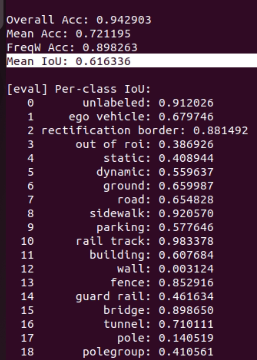 Overall Acc: 0.942903
Mean Acc: 0.721195
FreqW Acc: 0.898263
Mean IoU: 0.616336
[eval] Per-class IoU:
0 unlabeled: 0.912026
1 ego vehicle: 0.679746
2 rectification border: 0.881492
3 out of roi: 0.386926
4 static: 0.408944
5 dynamic: 0.559637
6 ground: 0.659987
7 road: 0.654828
8 sidewalk: 0.920570
9 parking: 0.577646
10 rail track: 0.983378
11 building: 0.607684
12 wall: 0.003124
13 fence: 0.852916
14 guard rail: 0.461634
15 bridge: 0.898650
16 tunnel: 0.710111
17 pole: 0.140519
18 polegroup: 0.410561